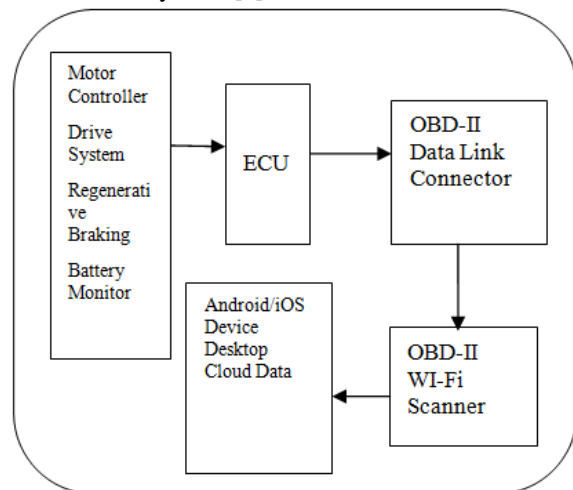 Motor
Controller
Drive
System
Regenerati
ve
Braking
Battery
Monitor
ECU
OBD-II
Data Link
Connector
Android/iOS
Device
Desktop
Cloud Data
OBD-II
WI-Fi
Scanner